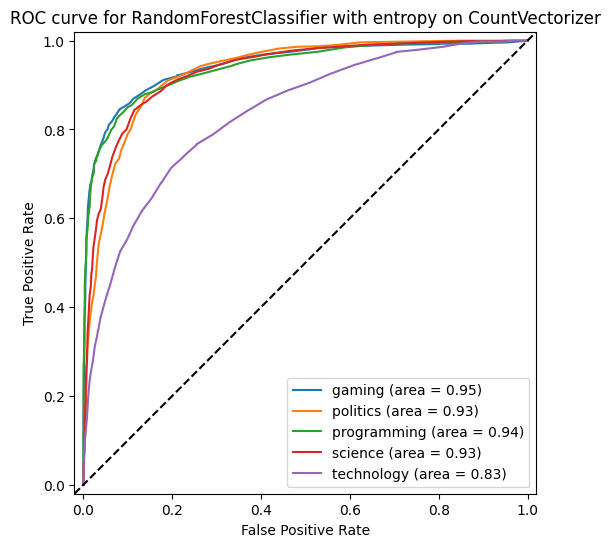 ROC curve for RandomForestClassifier with entropy on CountVectorizer
True Positive Rate
1.0
0.8
0.6
0.4
0.2
0.0
gaming (area = 0.95)
politics (area = 0.93)
programming (area = 0.94)
science (area = 0.93)
technology (area = 0.83)
0.0 0.2 0.4 0.6 0.8 1.0
False Positive Rate